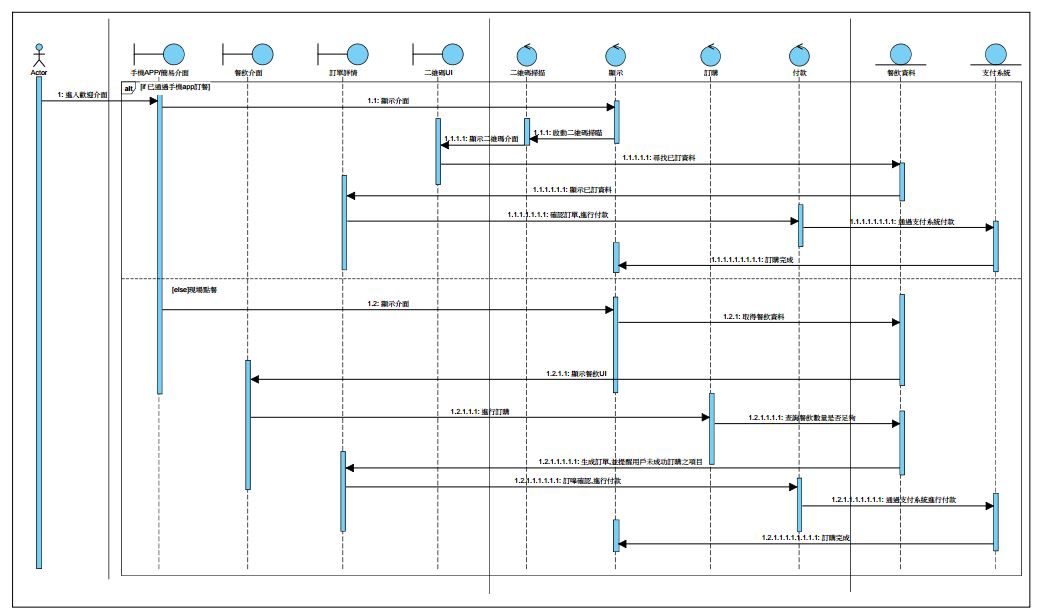 Actor
手機APP/簡易介面
餐飲介面
訂單詳情
二維碼UI
二維碼掃描
顯示
訂購
付款
餐飲資料
支付系統
alt
[if 已通過手機app訂餐]
1: 進入歡迎介面
1.1: 顯示介面
1.1.1: 啟動二維碼掃描
1.1.1.1: 顯示二維碼介面
1.1.1.1.1: 尋找已訂資料
1.1.1.1.1.1: 顯示已訂資料
1.1.1.1.1.1.1: 確認訂單,進行付款
1.1.1.1.1.1.1.1: 通過支付系統付款
1.1.1.1.1.1.1.1.1: 訂購完成
[else]現場點餐
1.2: 顯示介面
1.2.1: 取得餐飲資料
1.2.1.1: 顯示餐飲UI
1.2.1.1.1: 進行訂購
1.2.1.1.1.1: 查詢餐飲數量是否足夠
1.2.1.1.1.1.1: 生成訂單,並提醒用戶未成功訂購之項目
1.2.1.1.1.1.1.1: 訂單確認,進行付款
1.2.1.1.1.1.1.1.1: 通過支付系統進行付款
1.2.1.1.1.1.1.1.1.1: 訂購完成